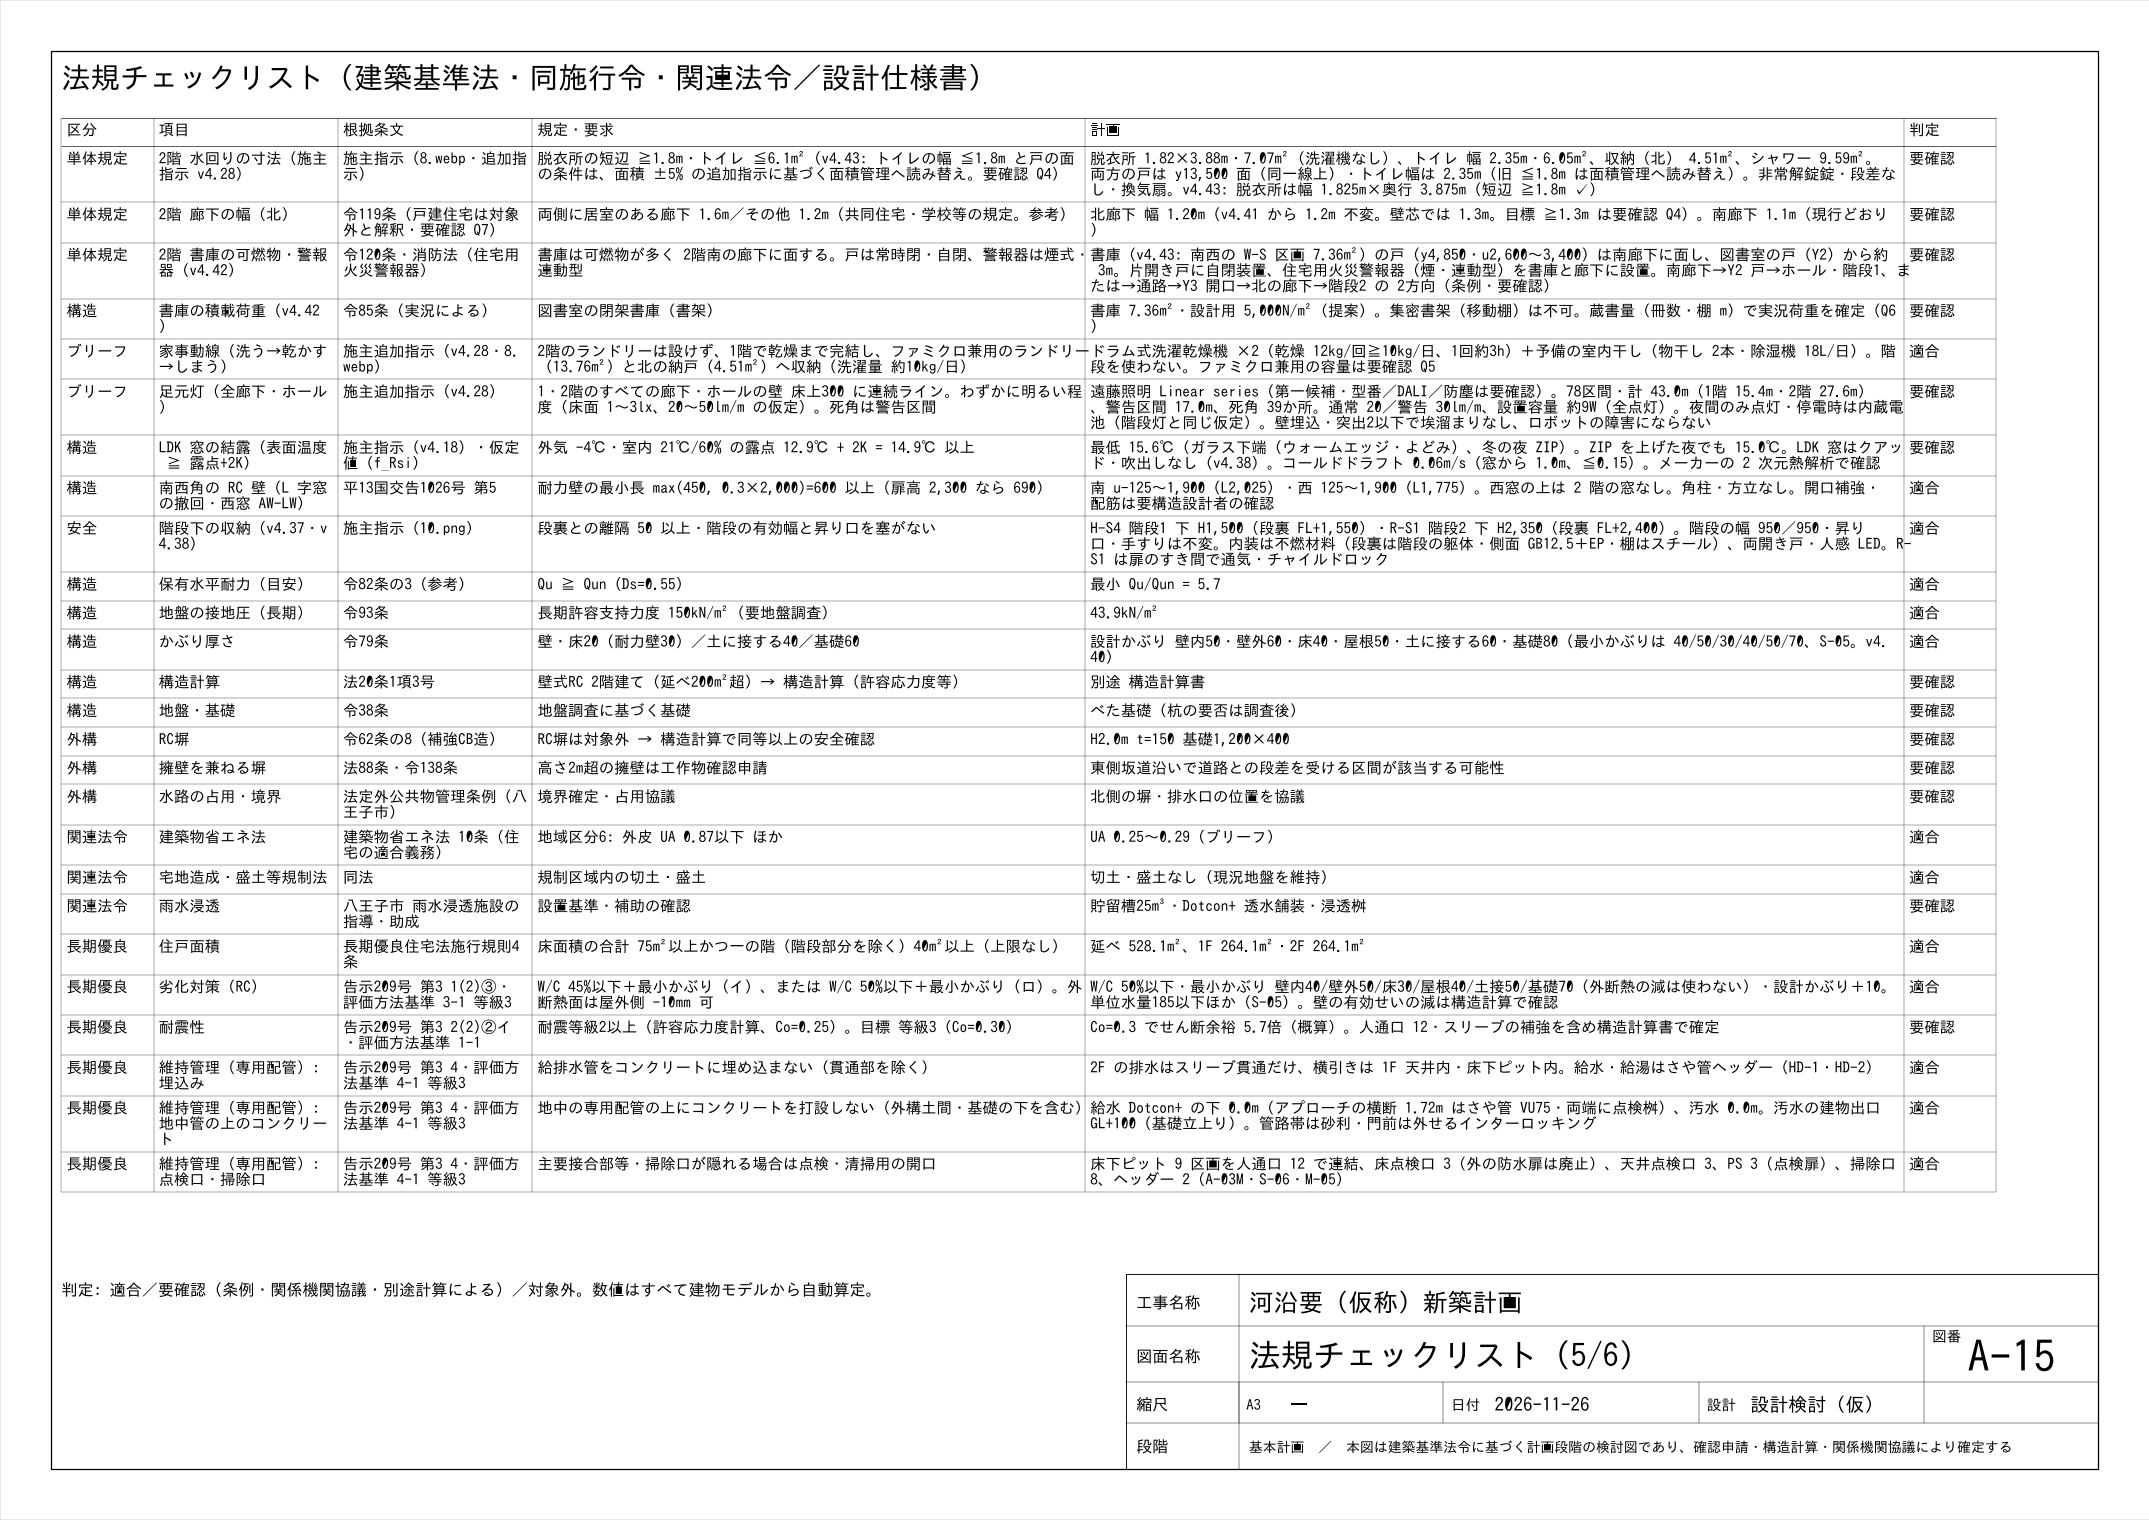 法規チェックリスト（建築基準法・同施行令・関連法令／設計仕様書）
区分 項目 根拠条文 規定・要求 計画 判定
単体規定 2階 水回りの寸法（施主指示 v4.28） 施主指示（8.webp・追加指示） 脱衣所の短辺 ≧1.8m・トイレ ≦6.1m²（v4.43: トイレの幅 ≦1.8m と戸の面の条件は、面積 ±5% の追加指示に基づく面積管理へ読み替え。要確認 Q4） 脱衣所 1.82×3.88m・7.07m²（洗濯機なし）、トイレ 幅 2.35m・6.05m²、収納（北） 4.51m²、シャワー 9.59m²。両方の戸は y13,500 面（同一線上）・トイレ幅は 2.35m（旧 ≦1.8m は面積管理へ読み替え）。非常解錠錠・段差なし・換気扇。v4.43: 脱衣所は幅 1.825m×奥行 3.875m（短辺 ≧1.8m ✓） 要確認
単体規定 2階 廊下の幅（北） 令119条（戸建住宅は対象外と解釈・要確認 Q7） 両側に居室のある廊下 1.6m／その他 1.2m（共同住宅・学校等の規定。参考） 北廊下 幅 1.20m（v4.41 から 1.2m 不変。壁芯では 1.3m。目標 ≧1.3m は要確認 Q4）。南廊下 1.1m（現行どおり） 要確認
単体規定 2階 書庫の可燃物・警報器（v4.42） 令120条・消防法（住宅用火災警報器） 書庫は可燃物が多く 2階南の廊下に面する。戸は常時閉・自閉、警報器は煙式・連動型 書庫（v4.43: 南西の W-S 区画 7.36m²）の戸（y4,850・u2,600～3,400）は南廊下に面し、図書室の戸（Y2）から約 3m。片開き戸に自閉装置、住宅用火災警報器（煙・連動型）を書庫と廊下に設置。南廊下→Y2 戸→ホール・階段1、または→通路→Y3 開口→北の廊下→階段2 の 2方向（条例・要確認） 要確認
構造 書庫の積載荷重（v4.42） 令85条（実況による） 図書室の閉架書庫（書架） 書庫 7.36m²・設計用 5,000N/m²（提案）。集密書架（移動棚）は不可。蔵書量（冊数・棚 m）で実況荷重を確定（Q6） 要確認
ブリーフ 家事動線（洗う→乾かす→しまう） 施主追加指示（v4.28・8.webp） 2階のランドリーは設けず、1階で乾燥まで完結し、ファミクロ兼用のランドリー（13.76m²）と北の納戸（4.51m²）へ収納（洗濯量 約10kg/日） ドラム式洗濯乾燥機 ×2（乾燥 12kg/回≧10kg/日、1回約3h）＋予備の室内干し（物干し 2本・除湿機 18L/日）。階段を使わない。ファミクロ兼用の容量は要確認 Q5 適合
ブリーフ 足元灯（全廊下・ホール） 施主追加指示（v4.28） 1・2階のすべての廊下・ホールの壁 床上300 に連続ライン。わずかに明るい程度（床面 1～3lx、20～50lm/m の仮定）。死角は警告区間 遠藤照明 Linear series（第一候補・型番／DALI／防塵は要確認）。78区間・計 43.0m（1階 15.4m・2階 27.6m）、警告区間 17.0m、死角 39か所。通常 20／警告 30lm/m、設置容量 約9W（全点灯）。夜間のみ点灯・停電時は内蔵電池（階段灯と同じ仮定）。壁埋込・突出2以下で埃溜まりなし、ロボットの障害にならない 要確認
構造 LDK 窓の結露（表面温度 ≧ 露点+2K） 施主指示（v4.18）・仮定値（f_Rsi） 外気 -4℃・室内 21℃/60% の露点 12.9℃ + 2K = 14.9℃ 以上 最低 15.6℃（ガラス下端（ウォームエッジ・よどみ）、冬の夜 ZIP）。ZIP を上げた夜でも 15.0℃。LDK 窓はクアッド・吹出しなし（v4.38）。コールドドラフト 0.06m/s（窓から 1.0m、≦0.15）。メーカーの 2 次元熱解析で確認 要確認
構造 南西角の RC 壁（L 字窓の撤回・西窓 AW-LW） 平13国交告1026号 第5 耐力壁の最小長 max(450, 0.3×2,000)=600 以上（扉高 2,300 なら 690） 南 u-125～1,900（L2,025）・西 125～1,900（L1,775）。西窓の上は 2 階の窓なし。角柱・方立なし。開口補強・配筋は要構造設計者の確認 適合
安全 階段下の収納（v4.37・v4.38） 施主指示（10.png） 段裏との離隔 50 以上・階段の有効幅と昇り口を塞がない H-S4 階段1 下 H1,500（段裏 FL+1,550）・R-S1 階段2 下 H2,350（段裏 FL+2,400）。階段の幅 950／950・昇り口・手すりは不変。内装は不燃材料（段裏は階段の躯体・側面 GB12.5＋EP・棚はスチール）、両開き戸・人感 LED。R-S1 は扉のすき間で通気・チャイルドロック 適合
構造 保有水平耐力（目安） 令82条の3（参考） Qu ≧ Qun（Ds=0.55） 最小 Qu/Qun = 5.7 適合
構造 地盤の接地圧（長期） 令93条 長期許容支持力度 150kN/m²（要地盤調査） 43.9kN/m² 適合
構造 かぶり厚さ 令79条 壁・床20（耐力壁30）／土に接する40／基礎60 設計かぶり 壁内50・壁外60・床40・屋根50・土に接する60・基礎80（最小かぶりは 40/50/30/40/50/70、S-05。v4.40） 適合
構造 構造計算 法20条1項3号 壁式RC 2階建て（延べ200m²超）→ 構造計算（許容応力度等） 別途 構造計算書 要確認
構造 地盤・基礎 令38条 地盤調査に基づく基礎 べた基礎（杭の要否は調査後） 要確認
外構 RC塀 令62条の8（補強CB造） RC塀は対象外 → 構造計算で同等以上の安全確認 H2.0m t=150 基礎1,200×400 要確認
外構 擁壁を兼ねる塀 法88条・令138条 高さ2m超の擁壁は工作物確認申請 東側坂道沿いで道路との段差を受ける区間が該当する可能性 要確認
外構 水路の占用・境界 法定外公共物管理条例（八王子市） 境界確定・占用協議 北側の塀・排水口の位置を協議 要確認
関連法令 建築物省エネ法 建築物省エネ法 10条（住宅の適合義務） 地域区分6: 外皮 UA 0.87以下 ほか UA 0.25～0.29（ブリーフ） 適合
関連法令 宅地造成・盛土等規制法 同法 規制区域内の切土・盛土 切土・盛土なし（現況地盤を維持） 適合
関連法令 雨水浸透 八王子市 雨水浸透施設の指導・助成 設置基準・補助の確認 貯留槽25m³・Dotcon+ 透水舗装・浸透桝 要確認
長期優良 住戸面積 長期優良住宅法施行規則4条 床面積の合計 75m²以上かつ一の階（階段部分を除く）40m²以上（上限なし） 延べ 528.1m²、1F 264.1m²・2F 264.1m² 適合
長期優良 劣化対策（RC） 告示209号 第3 1(2)③・評価方法基準 3-1 等級3 W/C 45%以下＋最小かぶり（イ）、または W/C 50%以下＋最小かぶり（ロ）。外断熱面は屋外側 -10mm 可 W/C 50%以下・最小かぶり 壁内40/壁外50/床30/屋根40/土接50/基礎70（外断熱の減は使わない）・設計かぶり＋10。単位水量185以下ほか（S-05）。壁の有効せいの減は構造計算で確認 適合
長期優良 耐震性 告示209号 第3 2(2)②イ・評価方法基準 1-1 耐震等級2以上（許容応力度計算、Co=0.25）。目標 等級3（Co=0.30） Co=0.3 でせん断余裕 5.7倍（概算）。人通口 12・スリーブの補強を含め構造計算書で確定 要確認
長期優良 維持管理（専用配管）：埋込み 告示209号 第3 4・評価方法基準 4-1 等級3 給排水管をコンクリートに埋め込まない（貫通部を除く） 2F の排水はスリーブ貫通だけ、横引きは 1F 天井内・床下ピット内。給水・給湯はさや管ヘッダー（HD-1・HD-2） 適合
長期優良 維持管理（専用配管）：地中管の上のコンクリート 告示209号 第3 4・評価方法基準 4-1 等級3 地中の専用配管の上にコンクリートを打設しない（外構土間・基礎の下を含む） 給水 Dotcon+ の下 0.0m（アプローチの横断 1.72m はさや管 VU75・両端に点検桝）、汚水 0.0m。汚水の建物出口 GL+100（基礎立上り）。管路帯は砂利・門前は外せるインターロッキング 適合
長期優良 維持管理（専用配管）：点検口・掃除口 告示209号 第3 4・評価方法基準 4-1 等級3 主要接合部等・掃除口が隠れる場合は点検・清掃用の開口 床下ピット 9 区画を人通口 12 で連結、床点検口 3（外の防水扉は廃止）、天井点検口 3、PS 3（点検扉）、掃除口 8、ヘッダー 2（A-03M・S-06・M-05） 適合
判定: 適合／要確認（条例・関係機関協議・別途計算による）／対象外。数値はすべて建物モデルから自動算定。
工事名称 河沿要（仮称）新築計画
図面名称 法規チェックリスト（5/6） 図番 A-15
縮尺 A3 — 日付 2026-11-26 設計 設計検討（仮）
段階 基本計画 ／ 本図は建築基準法令に基づく計画段階の検討図であり、確認申請・構造計算・関係機関協議により確定する